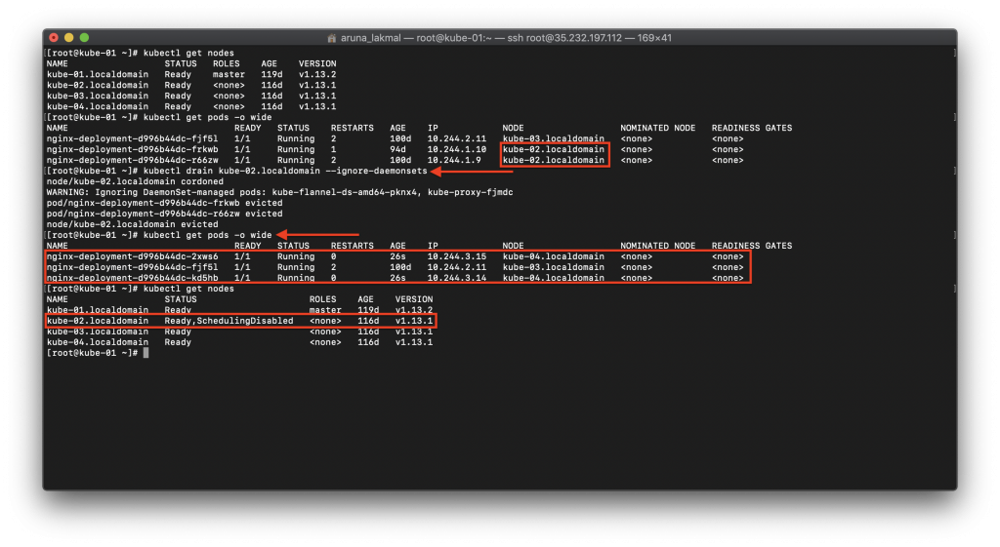 aruna_lakmal — root@kube-01:~ — ssh root@35.232.197.112 — 169×41
[[root@kube-01 ~]# kubectl get nodes ]
NAME STATUS ROLES AGE VERSION
kube-01.localdomain Ready master 119d v1.13.2
kube-02.localdomain Ready <none> 116d v1.13.1
kube-03.localdomain Ready <none> 116d v1.13.1
kube-04.localdomain Ready <none> 116d v1.13.1
[[root@kube-01 ~]# kubectl get pods -o wide ]
NAME READY STATUS RESTARTS AGE IP NODE NOMINATED NODE READINESS GATES
nginx-deployment-d996b44dc-fjf5l 1/1 Running 2 100d 10.244.2.11 kube-03.localdomain <none> <none>
nginx-deployment-d996b44dc-frkwb 1/1 Running 1 94d 10.244.1.10 kube-02.localdomain <none> <none>
nginx-deployment-d996b44dc-r66zw 1/1 Running 2 100d 10.244.1.9 kube-02.localdomain <none> <none>
[[root@kube-01 ~]# kubectl drain kube-02.localdomain --ignore-daemonsets ]
node/kube-02.localdomain cordoned
WARNING: Ignoring DaemonSet-managed pods: kube-flannel-ds-amd64-pknx4, kube-proxy-fjmdc
pod/nginx-deployment-d996b44dc-frkwb evicted
pod/nginx-deployment-d996b44dc-r66zw evicted
node/kube-02.localdomain evicted
[[root@kube-01 ~]# kubectl get pods -o wide ]
NAME READY STATUS RESTARTS AGE IP NODE NOMINATED NODE READINESS GATES
nginx-deployment-d996b44dc-2xws6 1/1 Running 0 26s 10.244.3.15 kube-04.localdomain <none> <none>
nginx-deployment-d996b44dc-fjf5l 1/1 Running 2 100d 10.244.2.11 kube-03.localdomain <none> <none>
nginx-deployment-d996b44dc-kd5hb 1/1 Running 0 26s 10.244.3.14 kube-04.localdomain <none> <none>
[[root@kube-01 ~]# kubectl get nodes ]
NAME STATUS ROLES AGE VERSION
kube-01.localdomain Ready master 119d v1.13.2
kube-02.localdomain Ready,SchedulingDisabled <none> 116d v1.13.1
kube-03.localdomain Ready <none> 116d v1.13.1
kube-04.localdomain Ready <none> 116d v1.13.1
[root@kube-01 ~]#